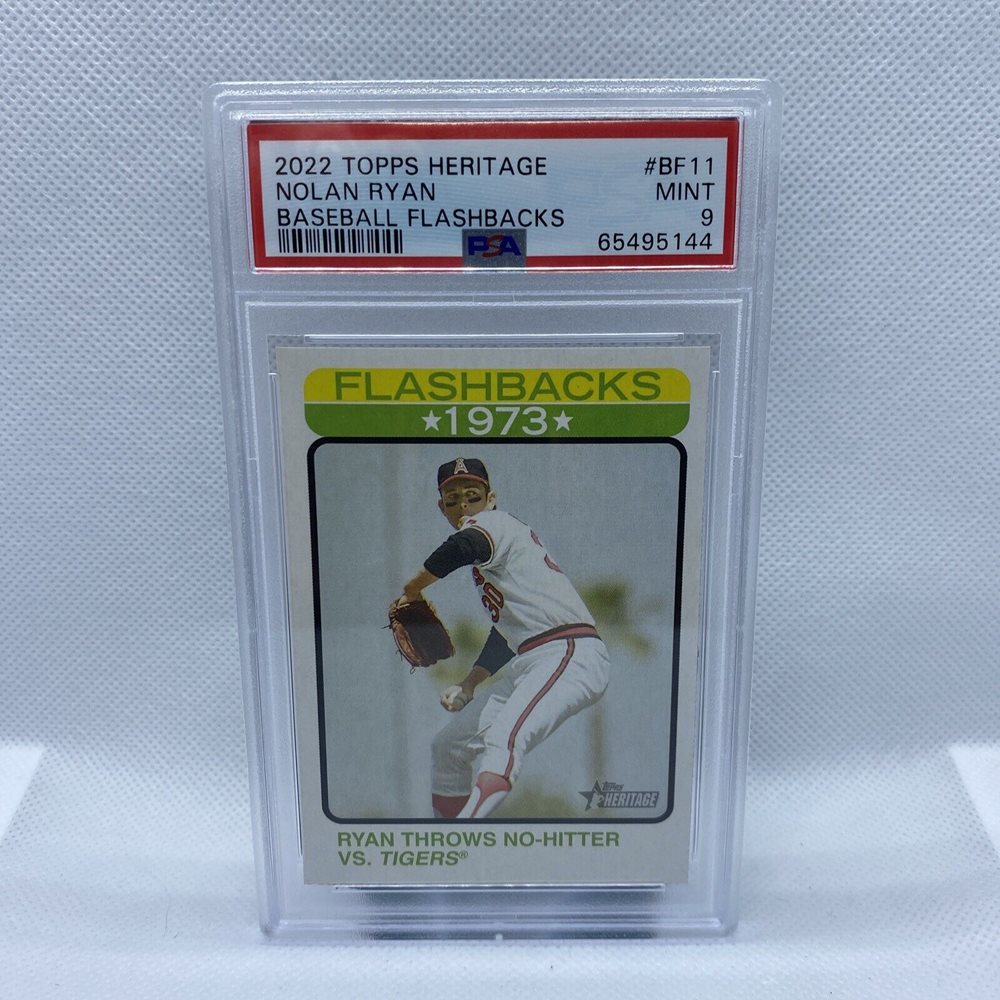 2022 TOPPS HERITAGE #BF11
NOLAN RYAN MINT
BASEBALL FLASHBACKS 9
PSA 65495144
FLASHBACKS
★1973★
A
30
Topps
HERITAGE
RYAN THROWS NO-HITTER
VS. TIGERS®